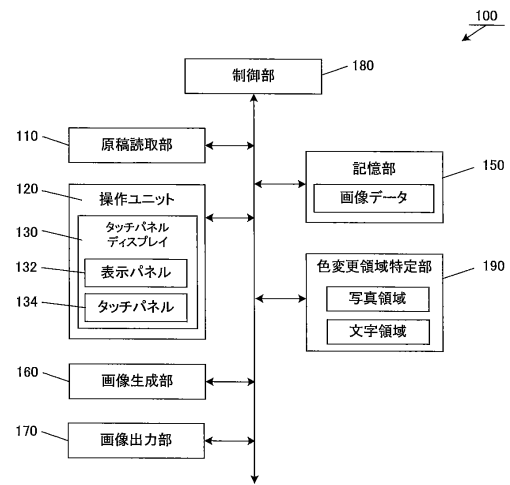 100
制御部
180
110
原稿読取部
120
操作ユニット
130
タッチパネル
ディスプレイ
132
表示パネル
134
タッチパネル
記憶部
150
画像データ
色変更領域特定部
190
写真領域
文字領域
160
画像生成部
170
画像出力部